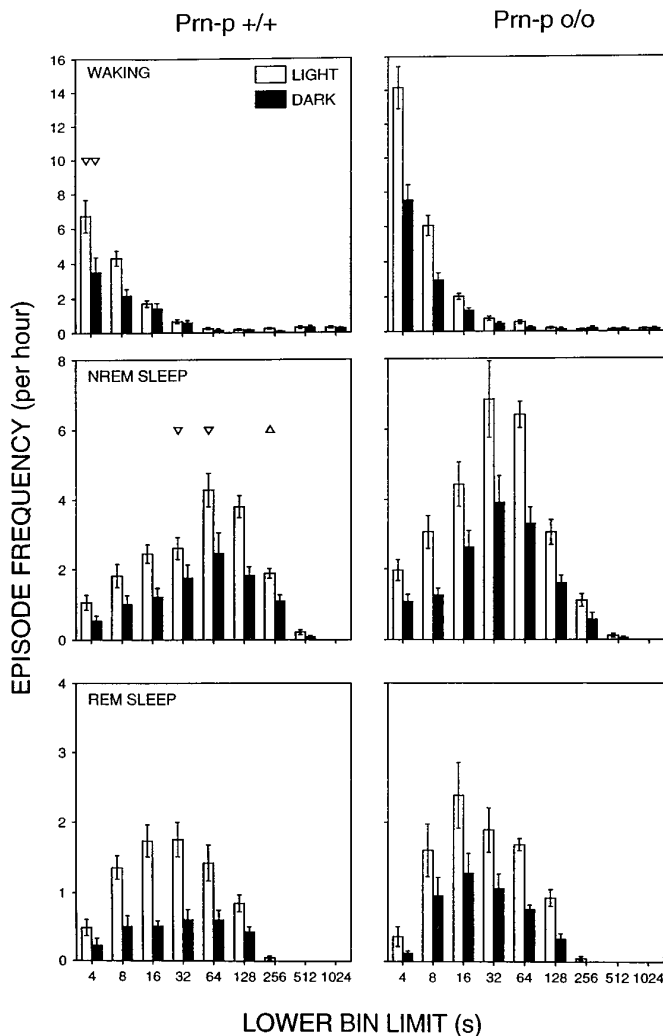 Prn-p +/+
Prn-p o/o
EPISODE FREQUENCY (per hour)
WAKING
LIGHT
DARK
16
14
12
10
8
6
4
2
0
NREM SLEEP
8
6
4
2
0
REM SLEEP
4
3
2
1
0
4 8 16 32 64 128 256 512 1024
4 8 16 32 64 128 256 512 1024
LOWER BIN LIMIT (s)